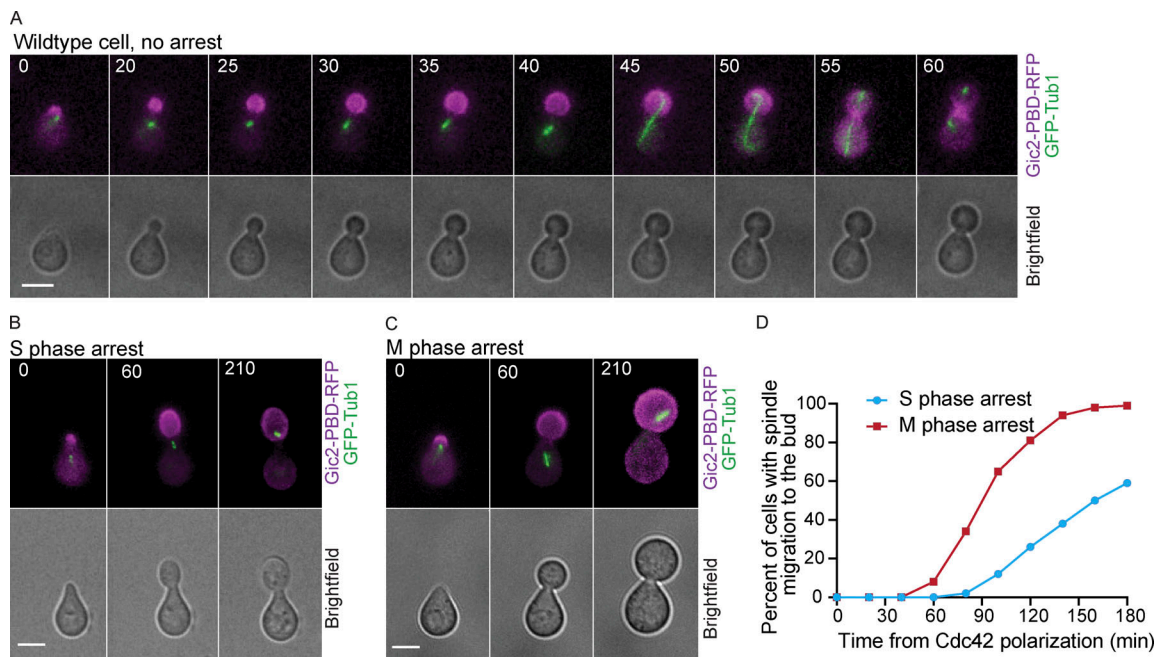 A
Wildtype cell, no arrest
0 20 25 30 35 40 45 50 55 60
Gic2-PBD-RFP
GFP-Tub1
Brightfield
B
S phase arrest
0 60 210
Gic2-PBD-RFP
GFP-Tub1
Brightfield
C
M phase arrest
0 60 210
Gic2-PBD-RFP
GFP-Tub1
Brightfield
D
S phase arrest
M phase arrest
Percent of cells with spindle
migration to the bud
100
80
60
40
20
0
0 30 60 90 120 150 180
Time from Cdc42 polarization (min)